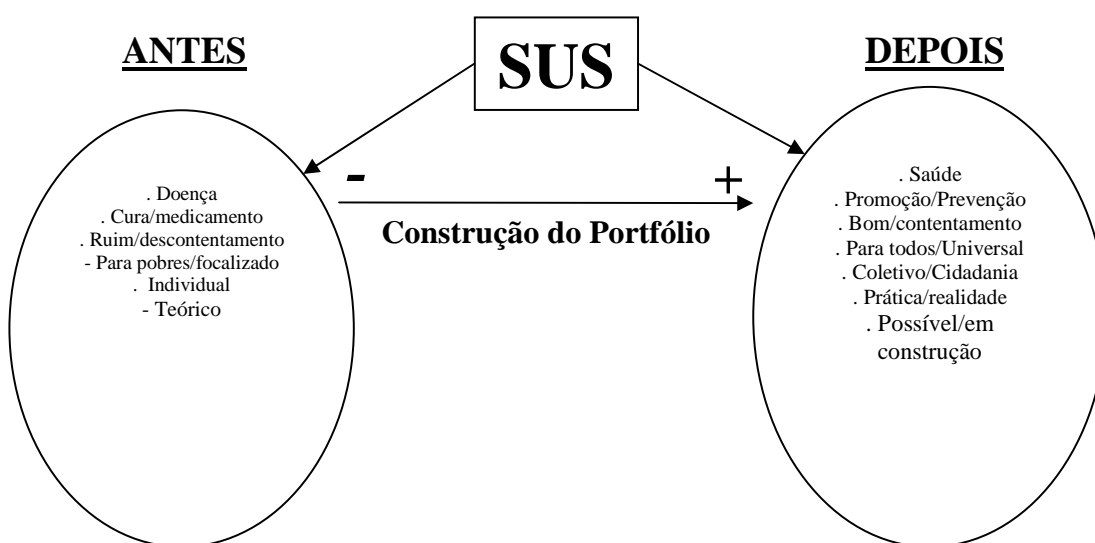 ANTES
SUS
DEPOIS
. Doença
. Cura/medicamento
. Ruim/descontentamento
- Para pobres/focalizado
. Individual
- Teórico
-
+
Construção do Portfólio
. Saúde
. Promoção/Prevenção
. Bom/contentamento
. Para todos/Universal
. Coletivo/Cidadania
. Prática/realidade
. Possível/em
construção